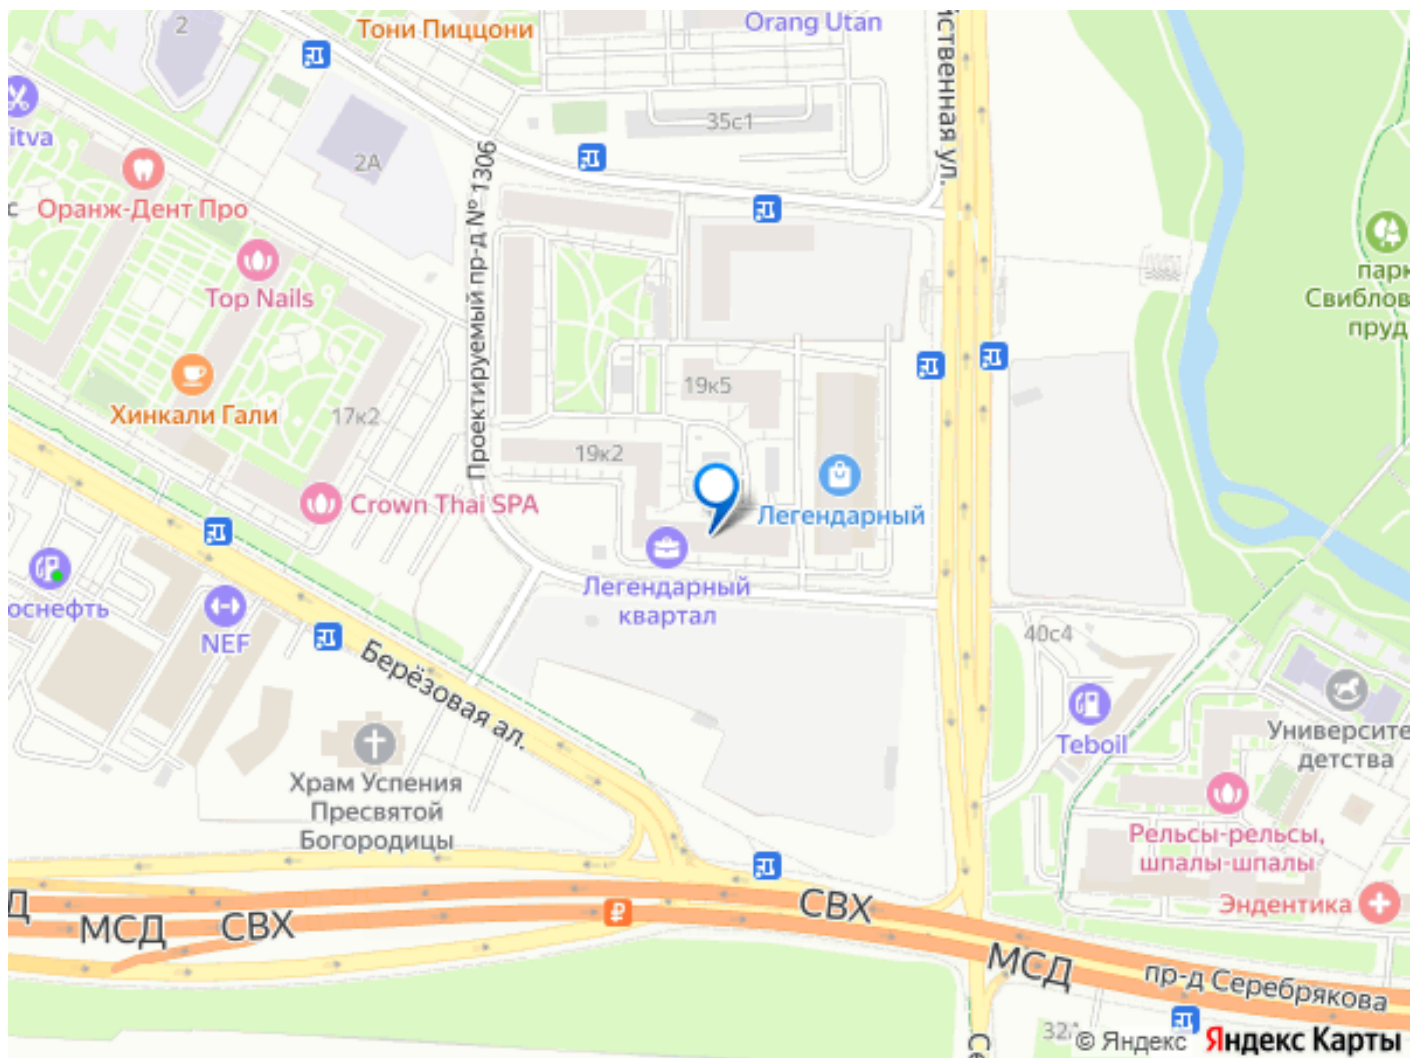 2
Тони Пиццони
Orang Utan
йственная ул.
itva
35с1
2А
Проектируемый пр-д № 1306
с
Оранж-Дент Про
Top Nails
парк
Свиблов
пруд
Хинкали Гали
17к2
19к5
19к2
Crown Thai SPA
Легендарный
Легендарный
квартал
оснефть
NEF
Берёзовая ал.
40с4
Teboil
Университе
детства
Храм Успения
Пресвятой
Богородицы
Рельсы-рельсы,
шпалы-шпалы
Эндентика
Д
МСД
СВХ
СВХ
МСД
пр-д Серебрякова
Се
© Яндекс Яндекс Карты